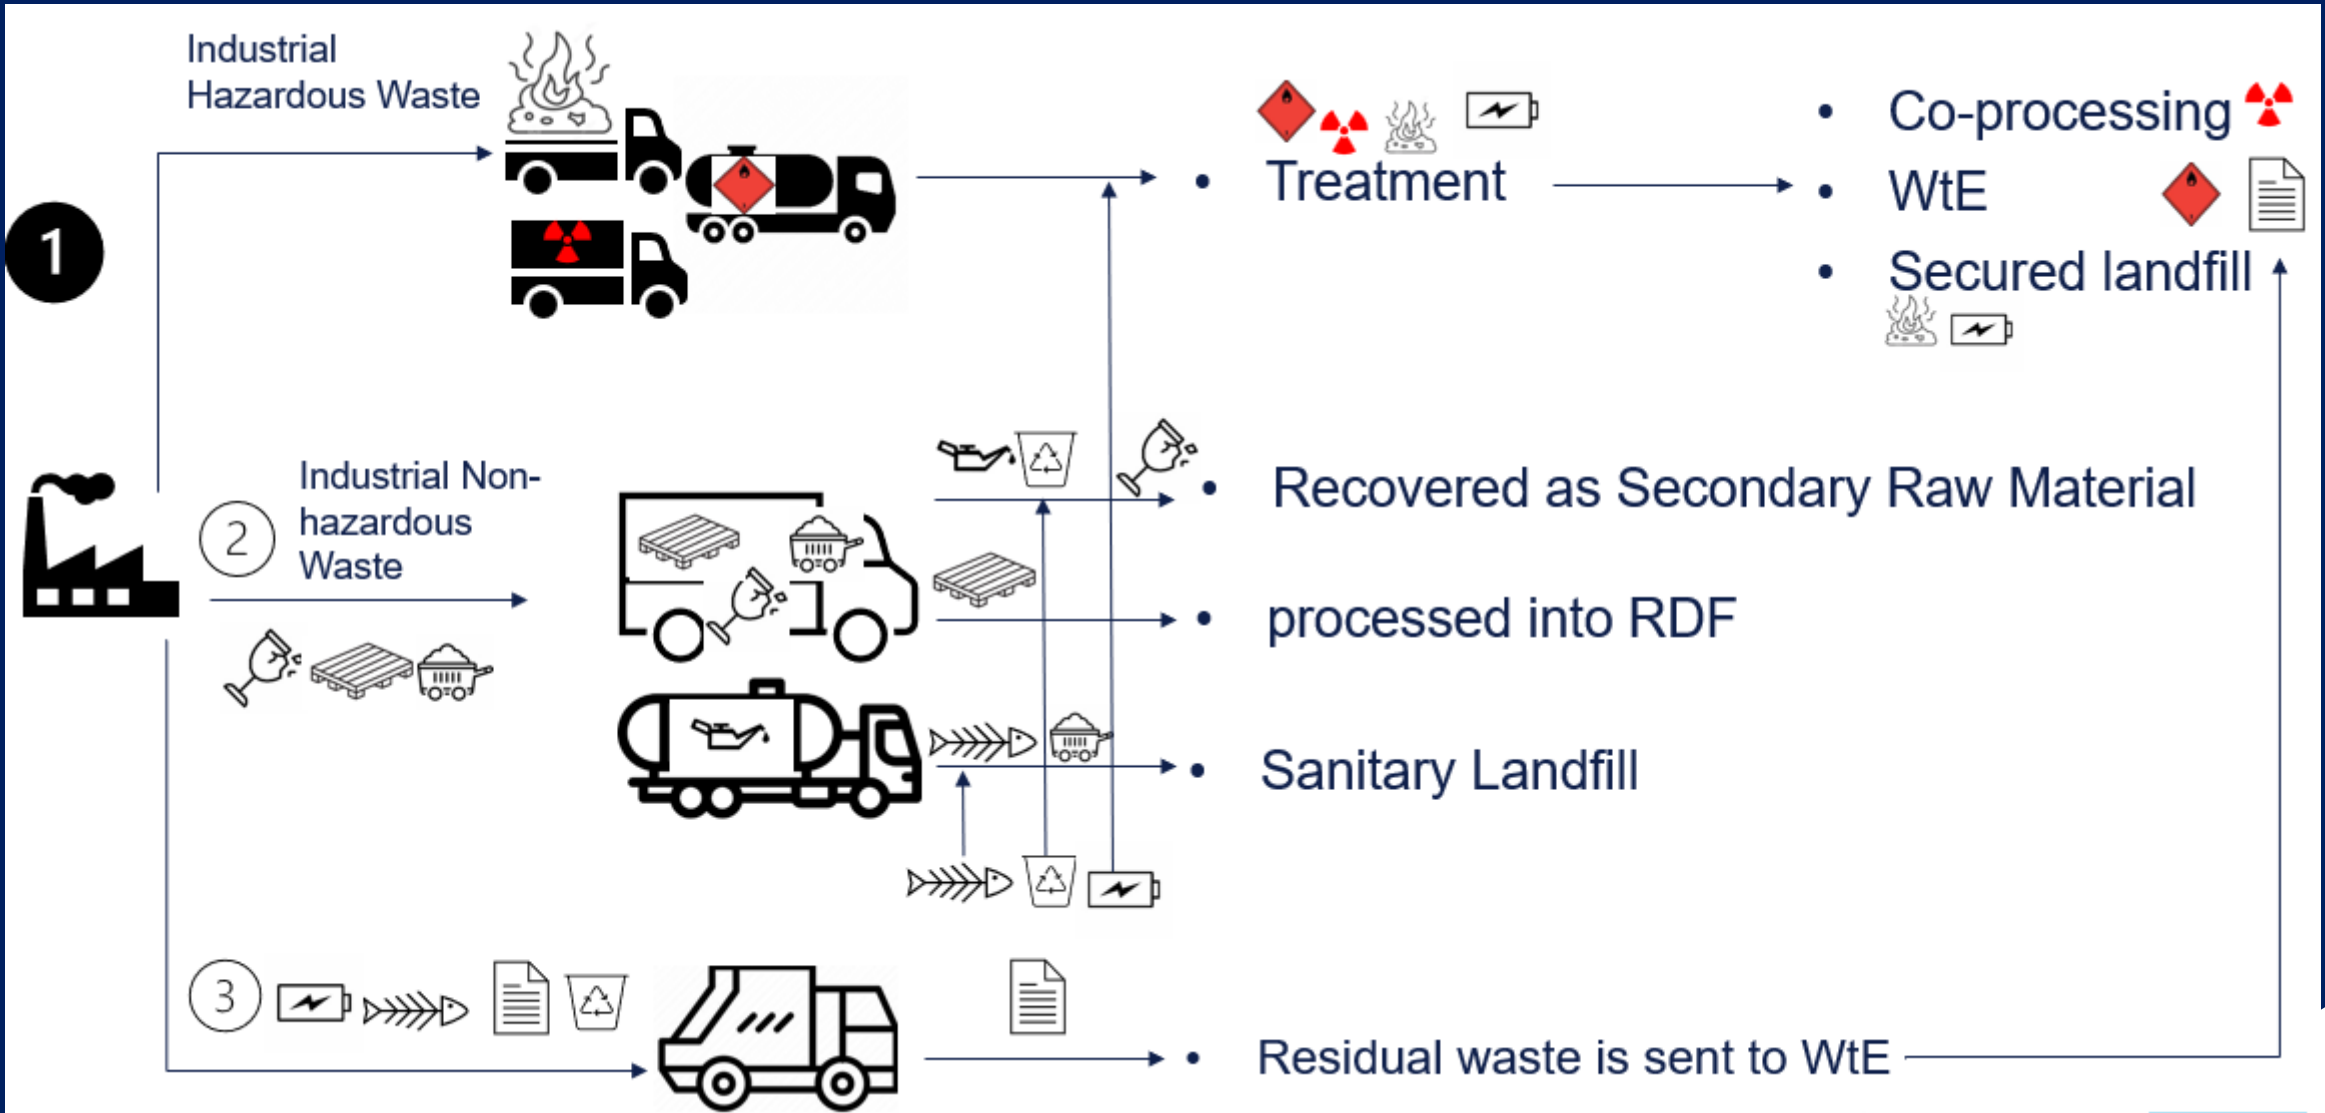 Industrial
Hazardous Waste
1
• Treatment
• Co-processing
• WtE
• Secured landfill
2
Industrial Non-
hazardous
Waste
• Recovered as Secondary Raw Material
• processed into RDF
• Sanitary Landfill
3
• Residual waste is sent to WtE